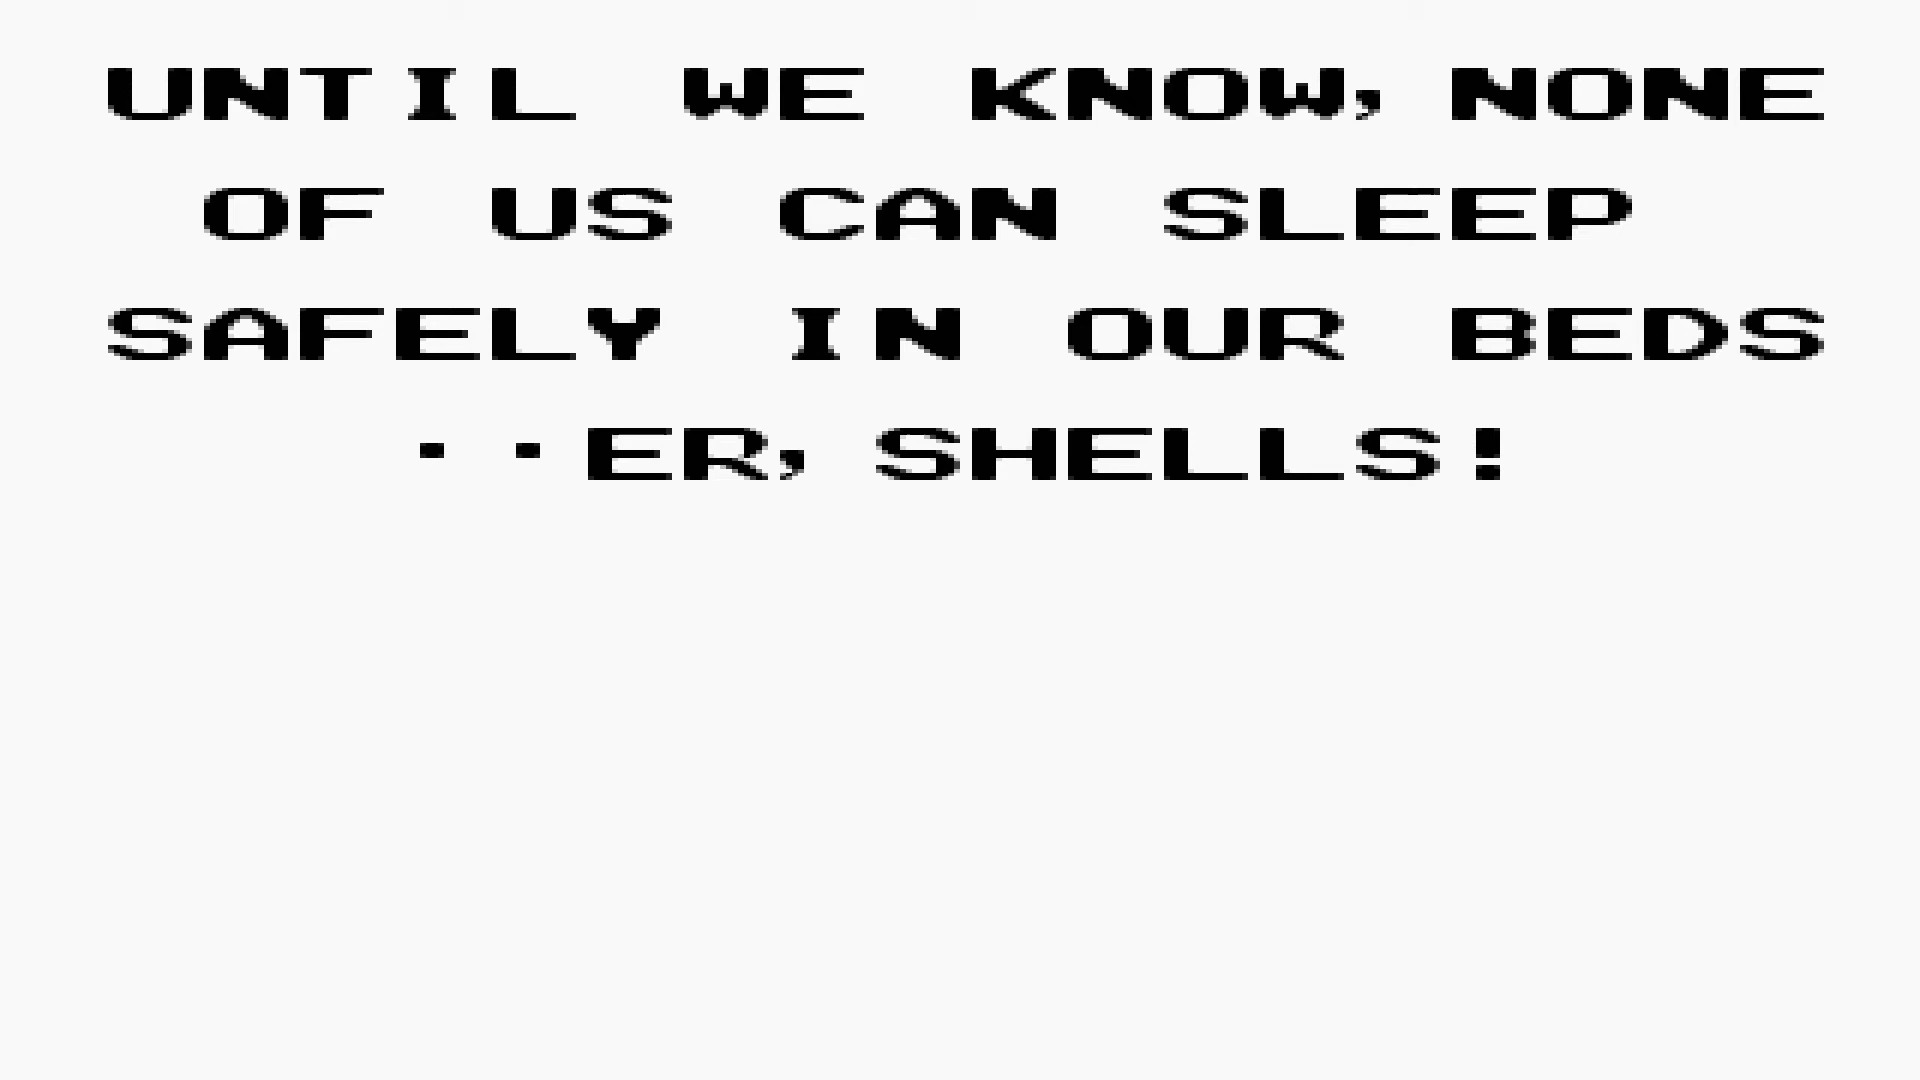 UNTIL WE KNOW, NONE
OF US CAN SLEEP
SAFELY IN OUR BEDS
··ER, SHELLS!